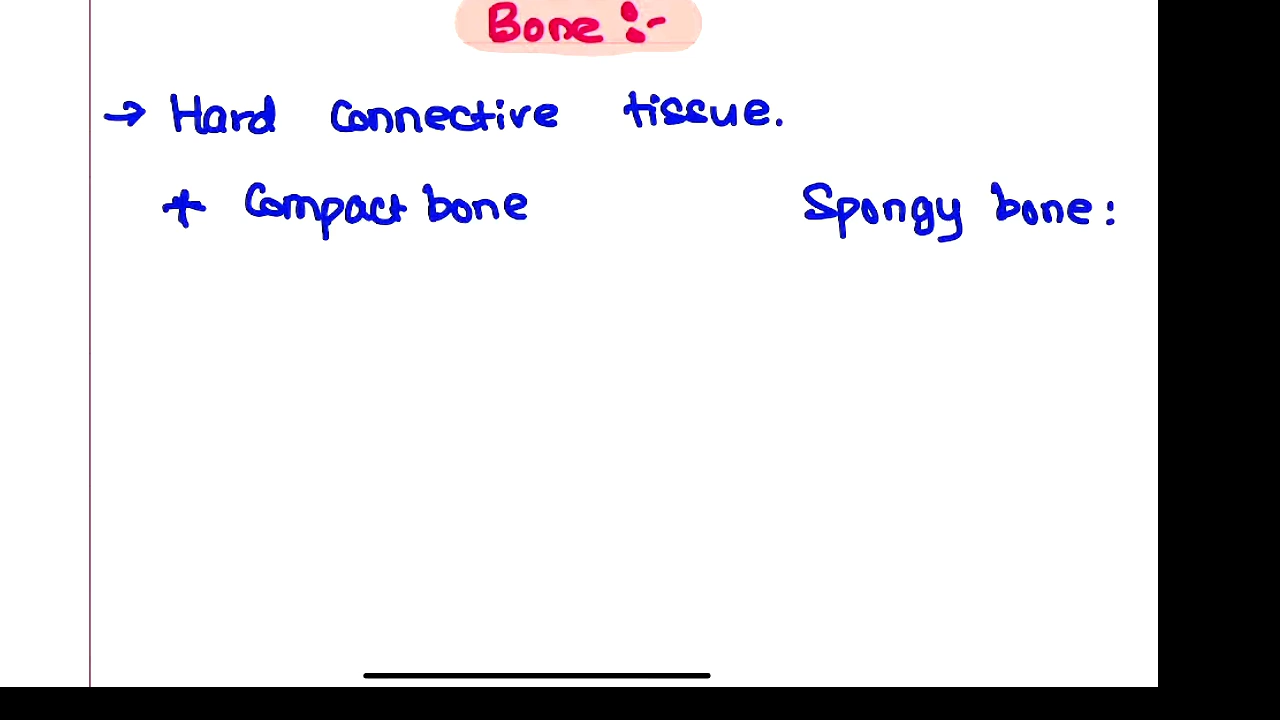 Bone :-
→ Hard connective tissue.
+ Compact bone Spongy bone: